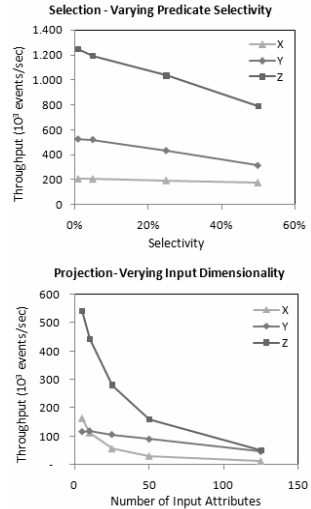 Selection - Varying Predicate Selectivity
1.400
1.200
1.000
800
600
400
200
0
X
Y
Z
Throughput (10³ events/sec)
0% 20% 40% 60%
Selectivity
Projection- Verying Input Dimensionality
600
500
400
300
200
100
-
X
Y
Z
Throughput (10³ events/sec)
0 50 100 150
Number of Input Attributes